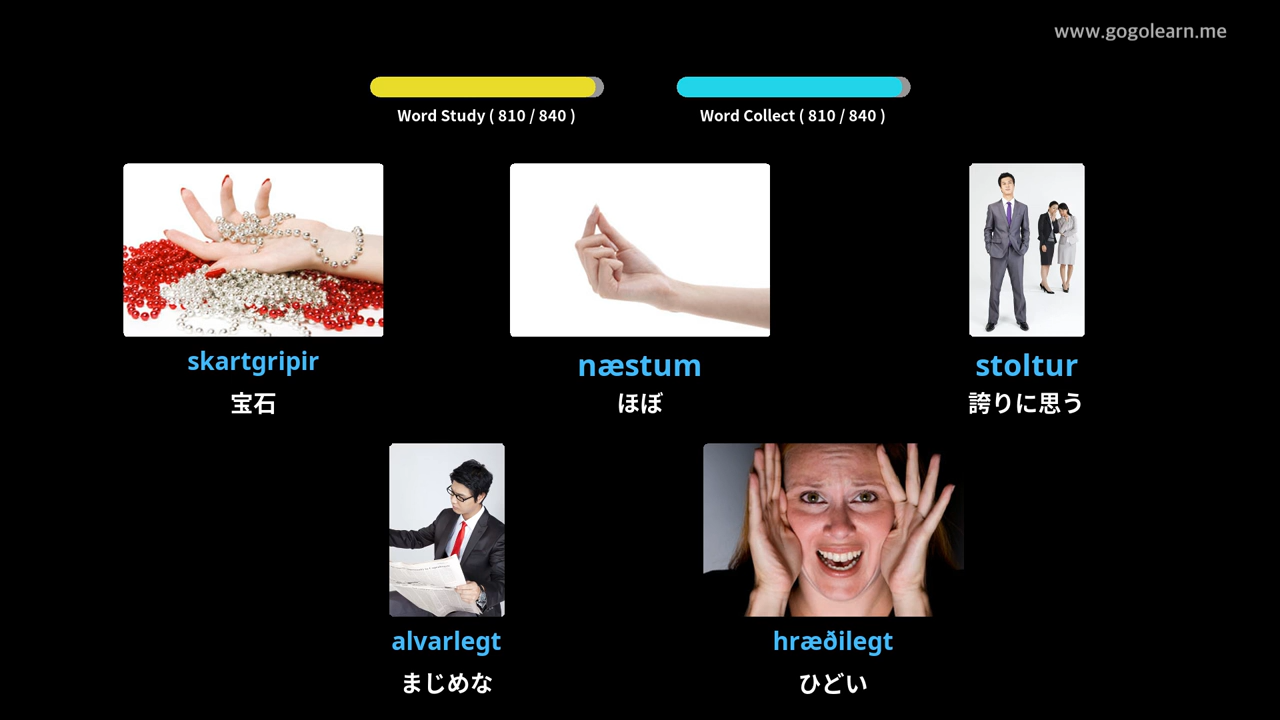 www.gogolearn.me
Word Study ( 810 / 840 )
Word Collect ( 810 / 840 )
skartgripir
宝石
næstum
ほぼ
stoltur
誇りに思う
alvarlegt
まじめな
hræðilegt
ひどい